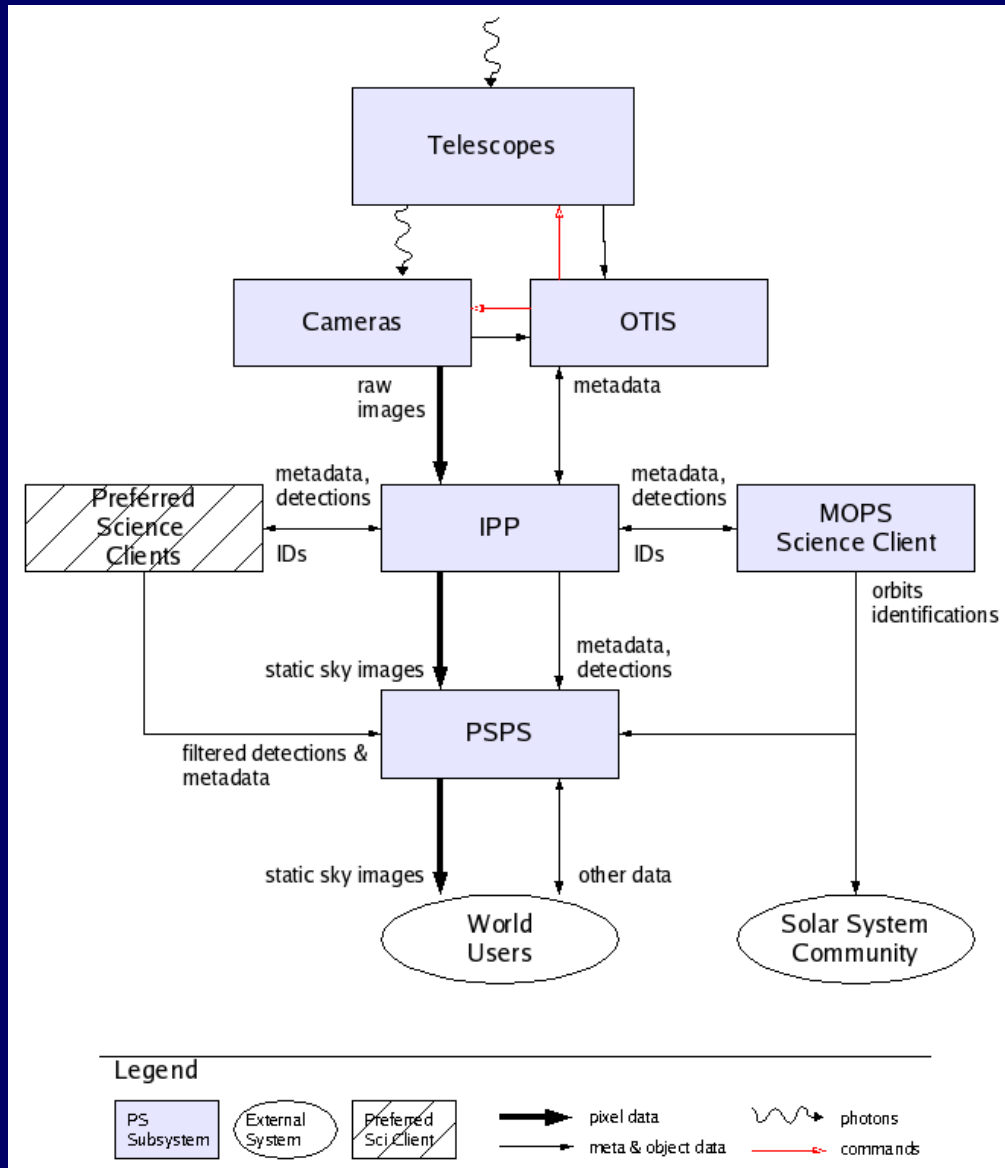 Telescopes
Cameras
OTIS
raw
images
metadata
metadata,
detections
metadata,
detections
Preferred
Science
Clients
IPP
MOPS
Science Client
IDs
IDs
orbits
identifications
static sky images
metadata,
detections
PSPS
filtered detections &
metadata
static sky images
other data
World
Users
Solar System
Community
Legend
PS
Subsystem
External
System
Preferred
Sci Client
pixel data
meta & object data
photons
commands